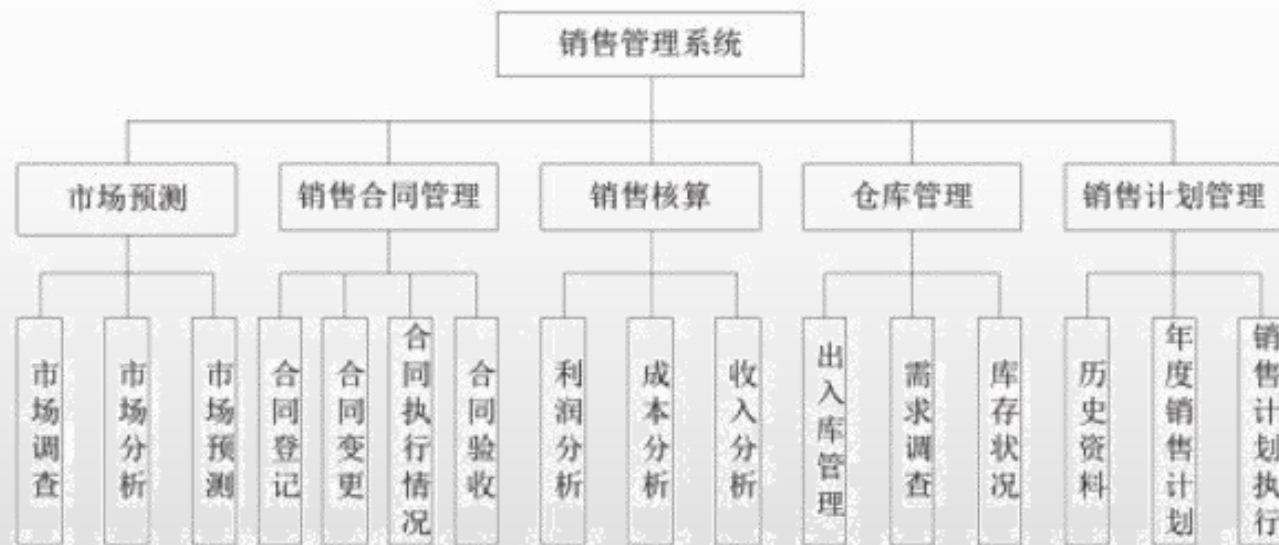 销售管理系统
市场预测
销售合同管理
销售核算
仓库管理
销售计划管理
市场调查
市场分析
市场预测
合同登记
合同变更
合同执行情况
合同验收
利润分析
成本分析
收入分析
出入库管理
需求调查
库存状况
历史资料
年度销售计划
销售计划执行